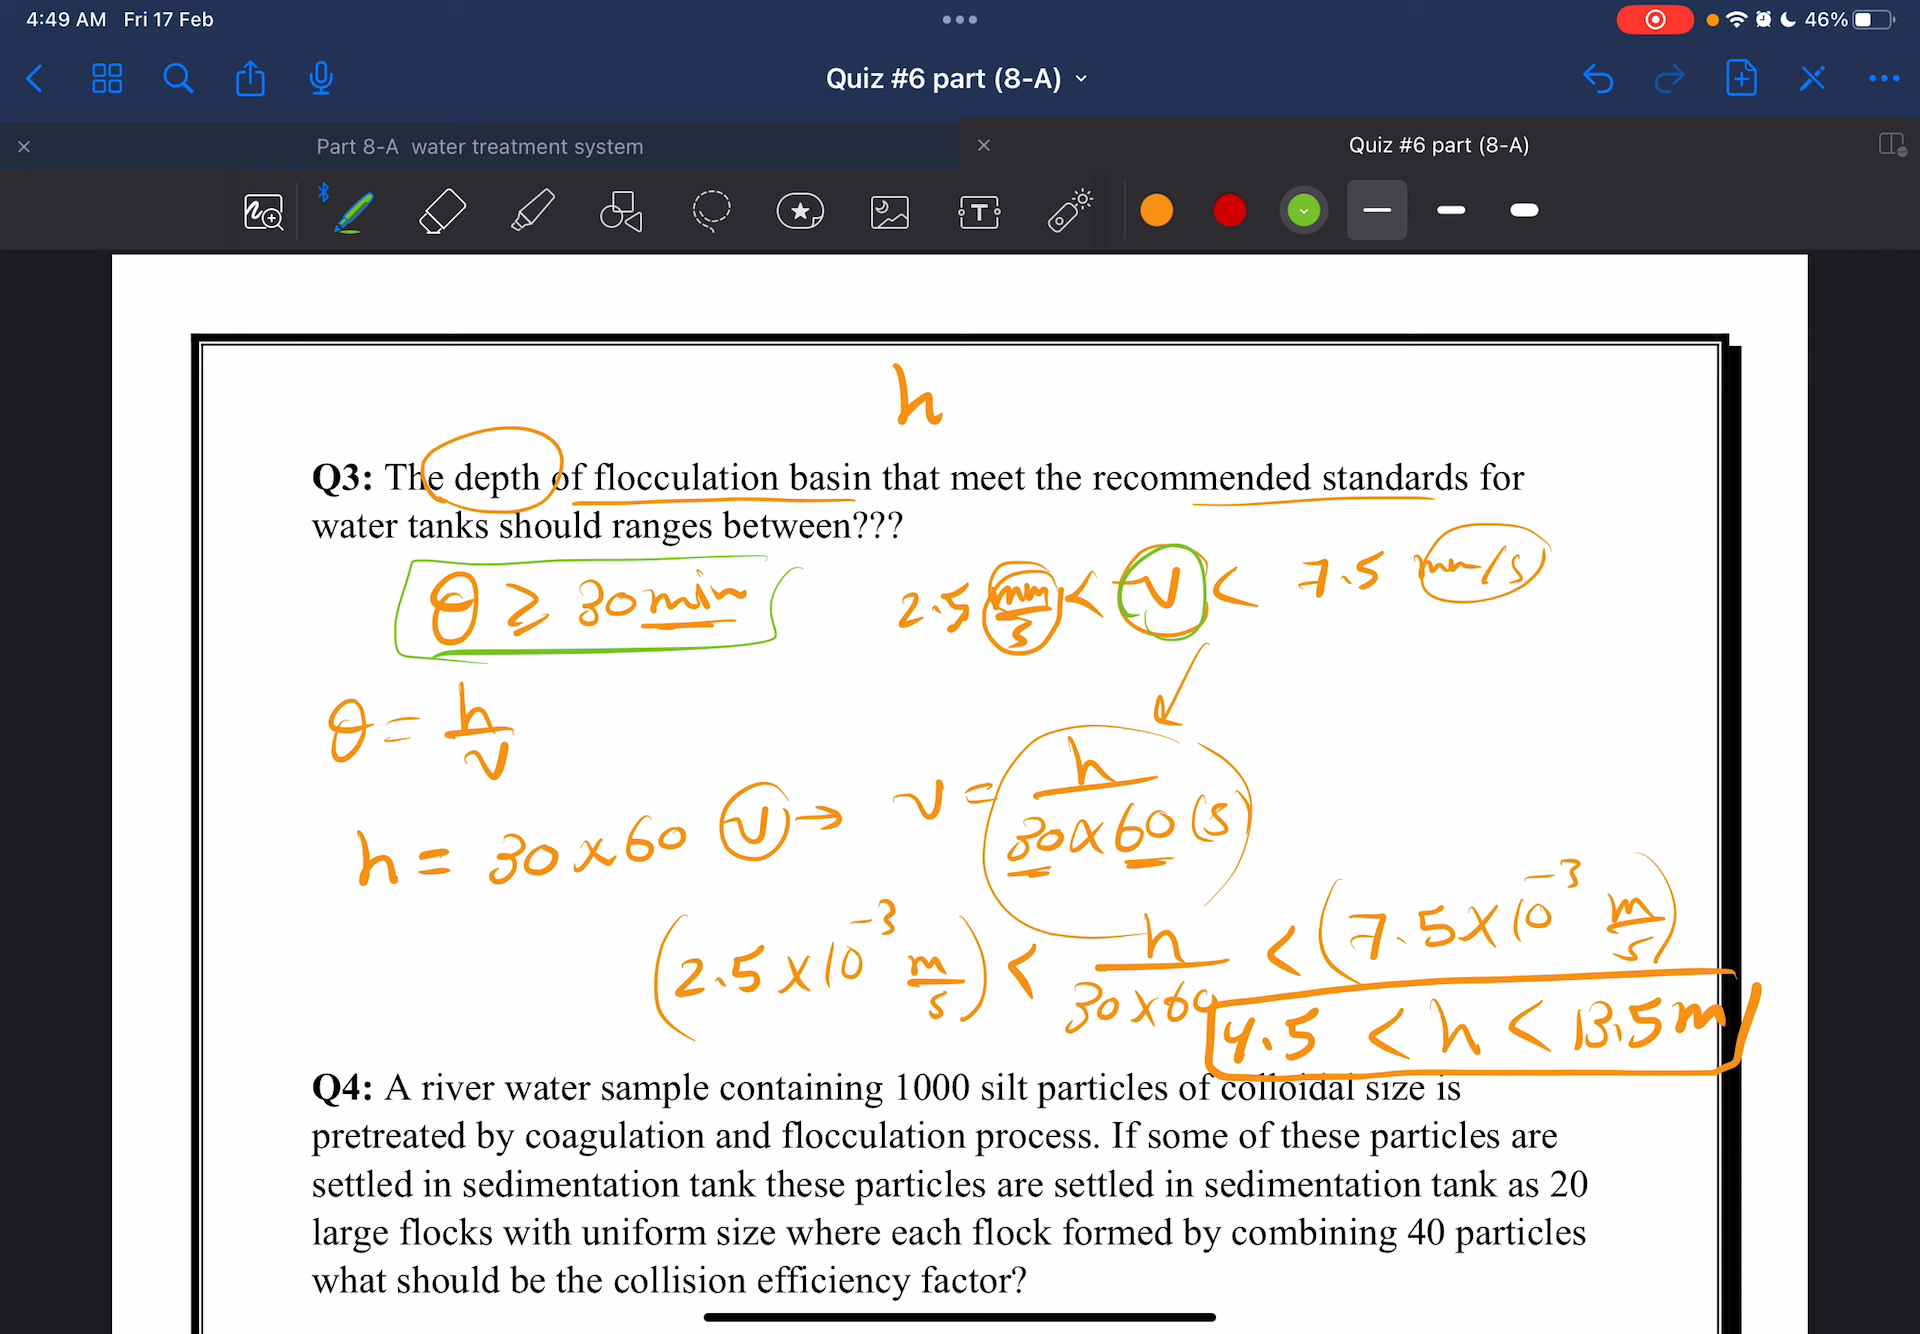 4:49 AM Fri 17 Feb
46%
Quiz #6 part (8-A)
Part 8-A water treatment system
Quiz #6 part (8-A)
T
h
Q3: The depth of flocculation basin that meet the recommended standards for
water tanks should ranges between???
θ ≥ 30 min
2.5 mm/s < V < 7.5 mm/s
θ = h/V
h = 30 x 60 V → V = h/30 x 60 (s)
(2.5 x 10^-3 m/s) < h/30 x 60 < (7.5 x 10^-3 m/s)
4.5 < h < 13.5 m
Q4: A river water sample containing 1000 silt particles of colloidal size is
pretreated by coagulation and flocculation process. If some of these particles are
settled in sedimentation tank these particles are settled in sedimentation tank as 20
large flocks with uniform size where each flock formed by combining 40 particles
what should be the collision efficiency factor?